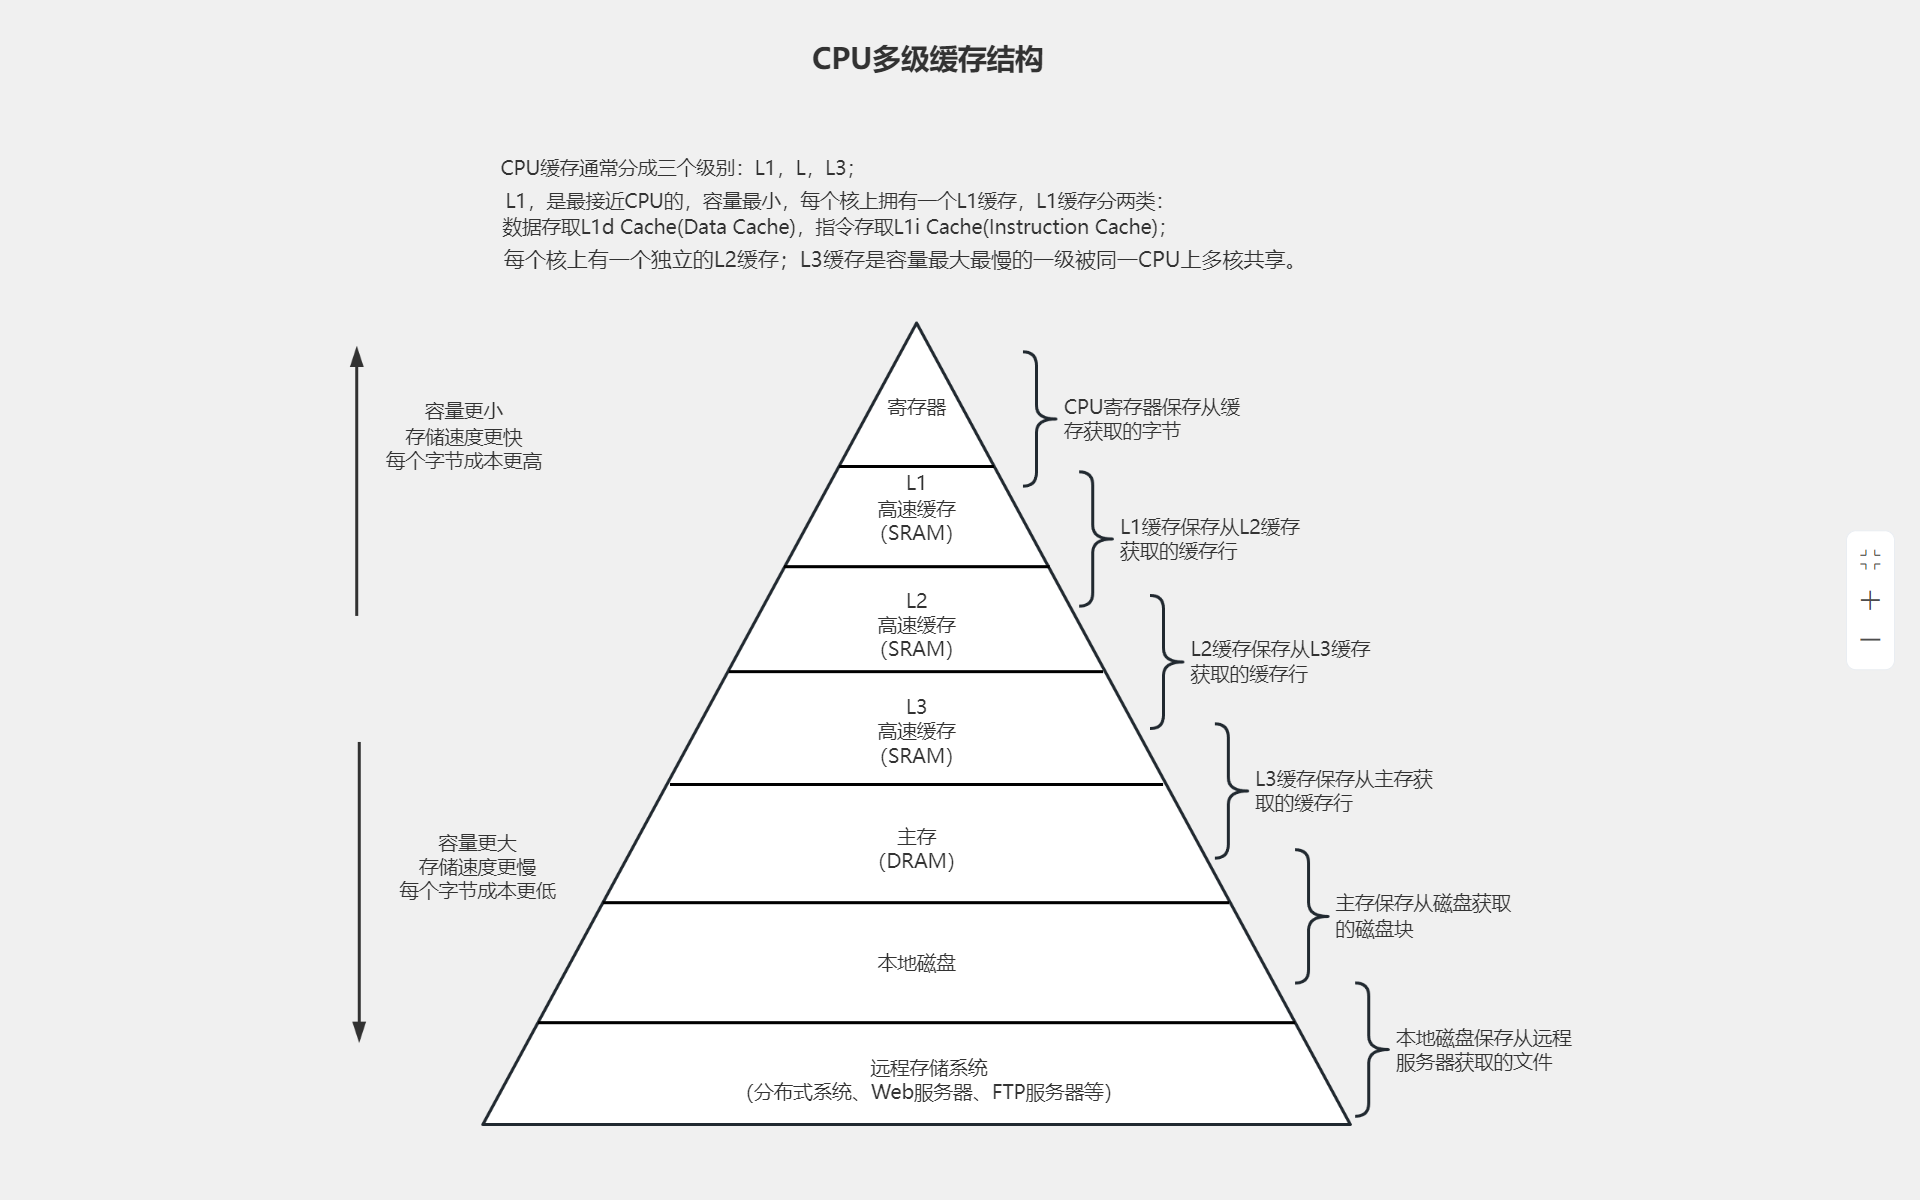 CPU多级缓存结构
CPU缓存通常分成三个级别：L1，L，L3；
L1，是最接近CPU的，容量最小，每个核上拥有一个L1缓存，L1缓存分两类：
数据存取L1d Cache(Data Cache)，指令存取L1i Cache(Instruction Cache)；
每个核上有一个独立的L2缓存；L3缓存是容量最大最慢的一级被同一CPU上多核共享。
容量更小
存储速度更快
每个字节成本更高
寄存器
CPU寄存器保存从缓
存获取的字节
L1
高速缓存
（SRAM）
L1缓存保存从L2缓存
获取的缓存行
L2
高速缓存
（SRAM）
L2缓存保存从L3缓存
获取的缓存行
L3
高速缓存
（SRAM）
L3缓存保存从主存获
取的缓存行
容量更大
存储速度更慢
每个字节成本更低
主存
（DRAM）
主存保存从磁盘获取
的磁盘块
本地磁盘
本地磁盘保存从远程
服务器获取的文件
远程存储系统
（分布式系统、Web服务器、FTP服务器等）